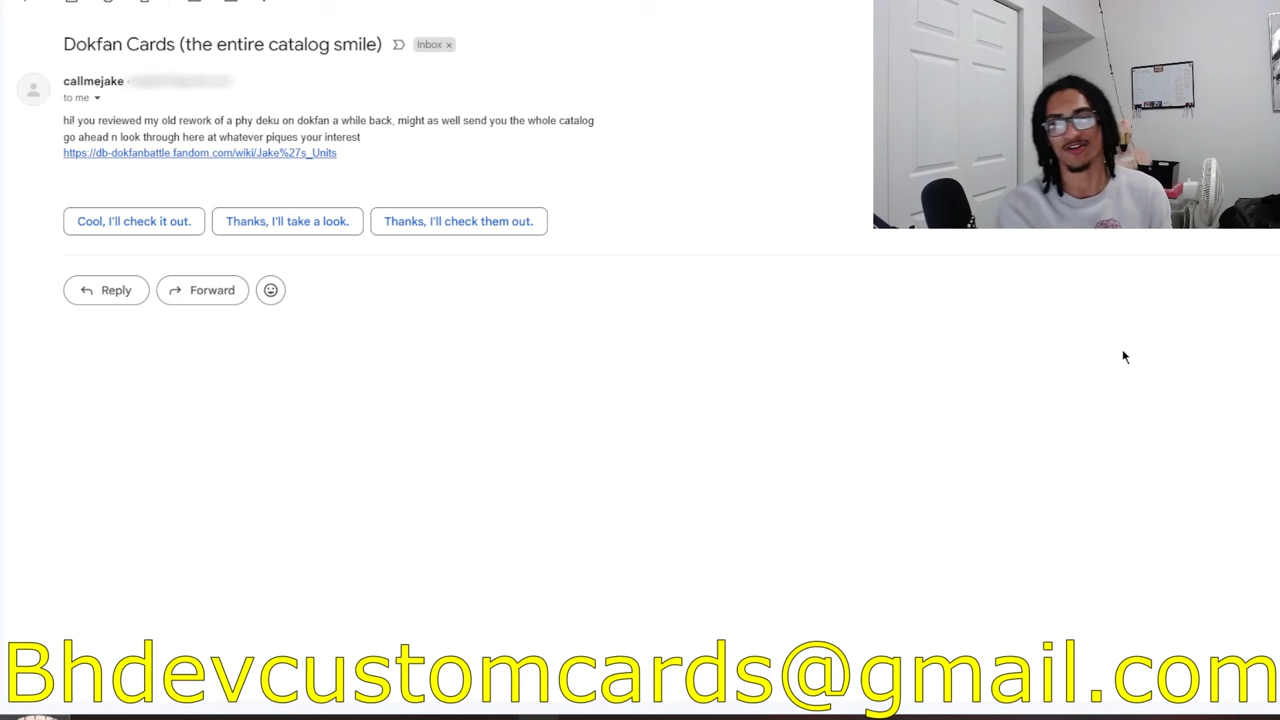 Dokfan Cards (the entire catalog smile) Inbox ×
callmejake
to me
hi! you reviewed my old rework of a phy deku on dokfan a while back, might as well send you the whole catalog
go ahead n look through here at whatever piques your interest
https://db-dokfanbattle.fandom.com/wiki/Jake%27s_Units
Cool, I'll check it out. Thanks, I'll take a look. Thanks, I'll check them out.
Reply Forward
Bhdevcustomcards@gmail.com